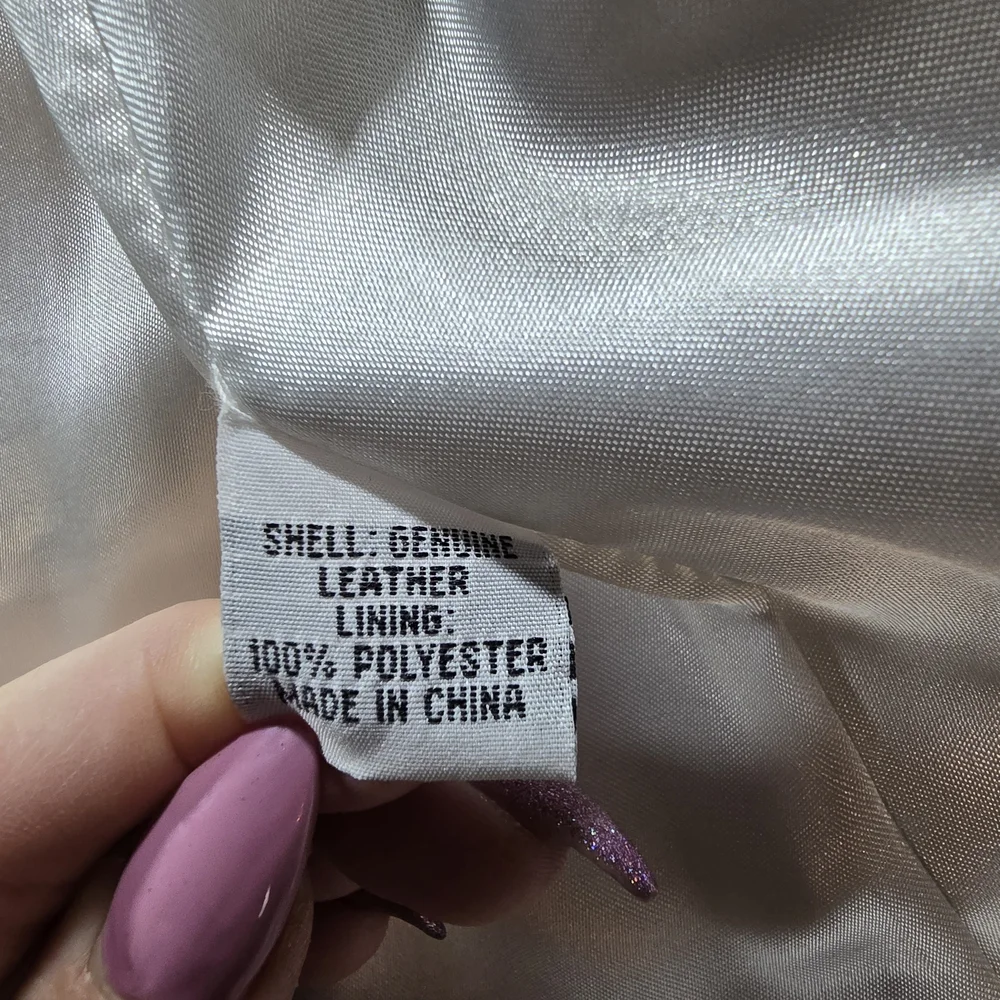 SHELL: GENUINE
LEATHER
LINING:
100% POLYESTER
MADE IN CHINA